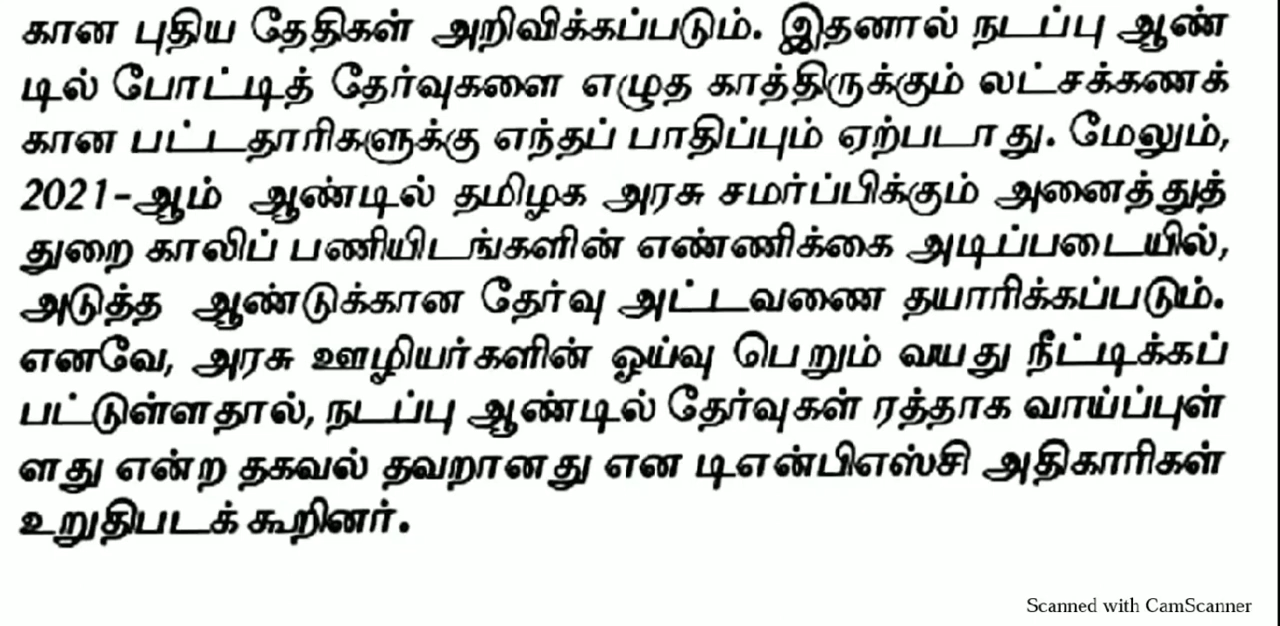 கான புதிய தேதிகள் அறிவிக்கப்படும். இதனால் நடப்பு ஆண்
டில் போட்டித் தேர்வுகளை எழுத காத்திருக்கும் லட்சக்கணக்
கான பட்டதாரிகளுக்கு எந்தப் பாதிப்பும் ஏற்படாது. மேலும்,
2021-ஆம் ஆண்டில் தமிழக அரசு சமர்ப்பிக்கும் அனைத்துத்
துறை காலிப் பணியிடங்களின் எண்ணிக்கை அடிப்படையில்,
அடுத்த ஆண்டுக்கான தேர்வு அட்டவணை தயாரிக்கப்படும்.
எனவே, அரசு ஊழியர்களின் ஓய்வு பெறும் வயது நீட்டிக்கப்
பட்டுள்ளதால், நடப்பு ஆண்டில் தேர்வுகள் ரத்தாக வாய்ப்புள்
ளது என்ற தகவல் தவறானது என டிஎன்பிஎஸ்சி அதிகாரிகள்
உறுதிபடக் கூறினர்.
Scanned with CamScanner